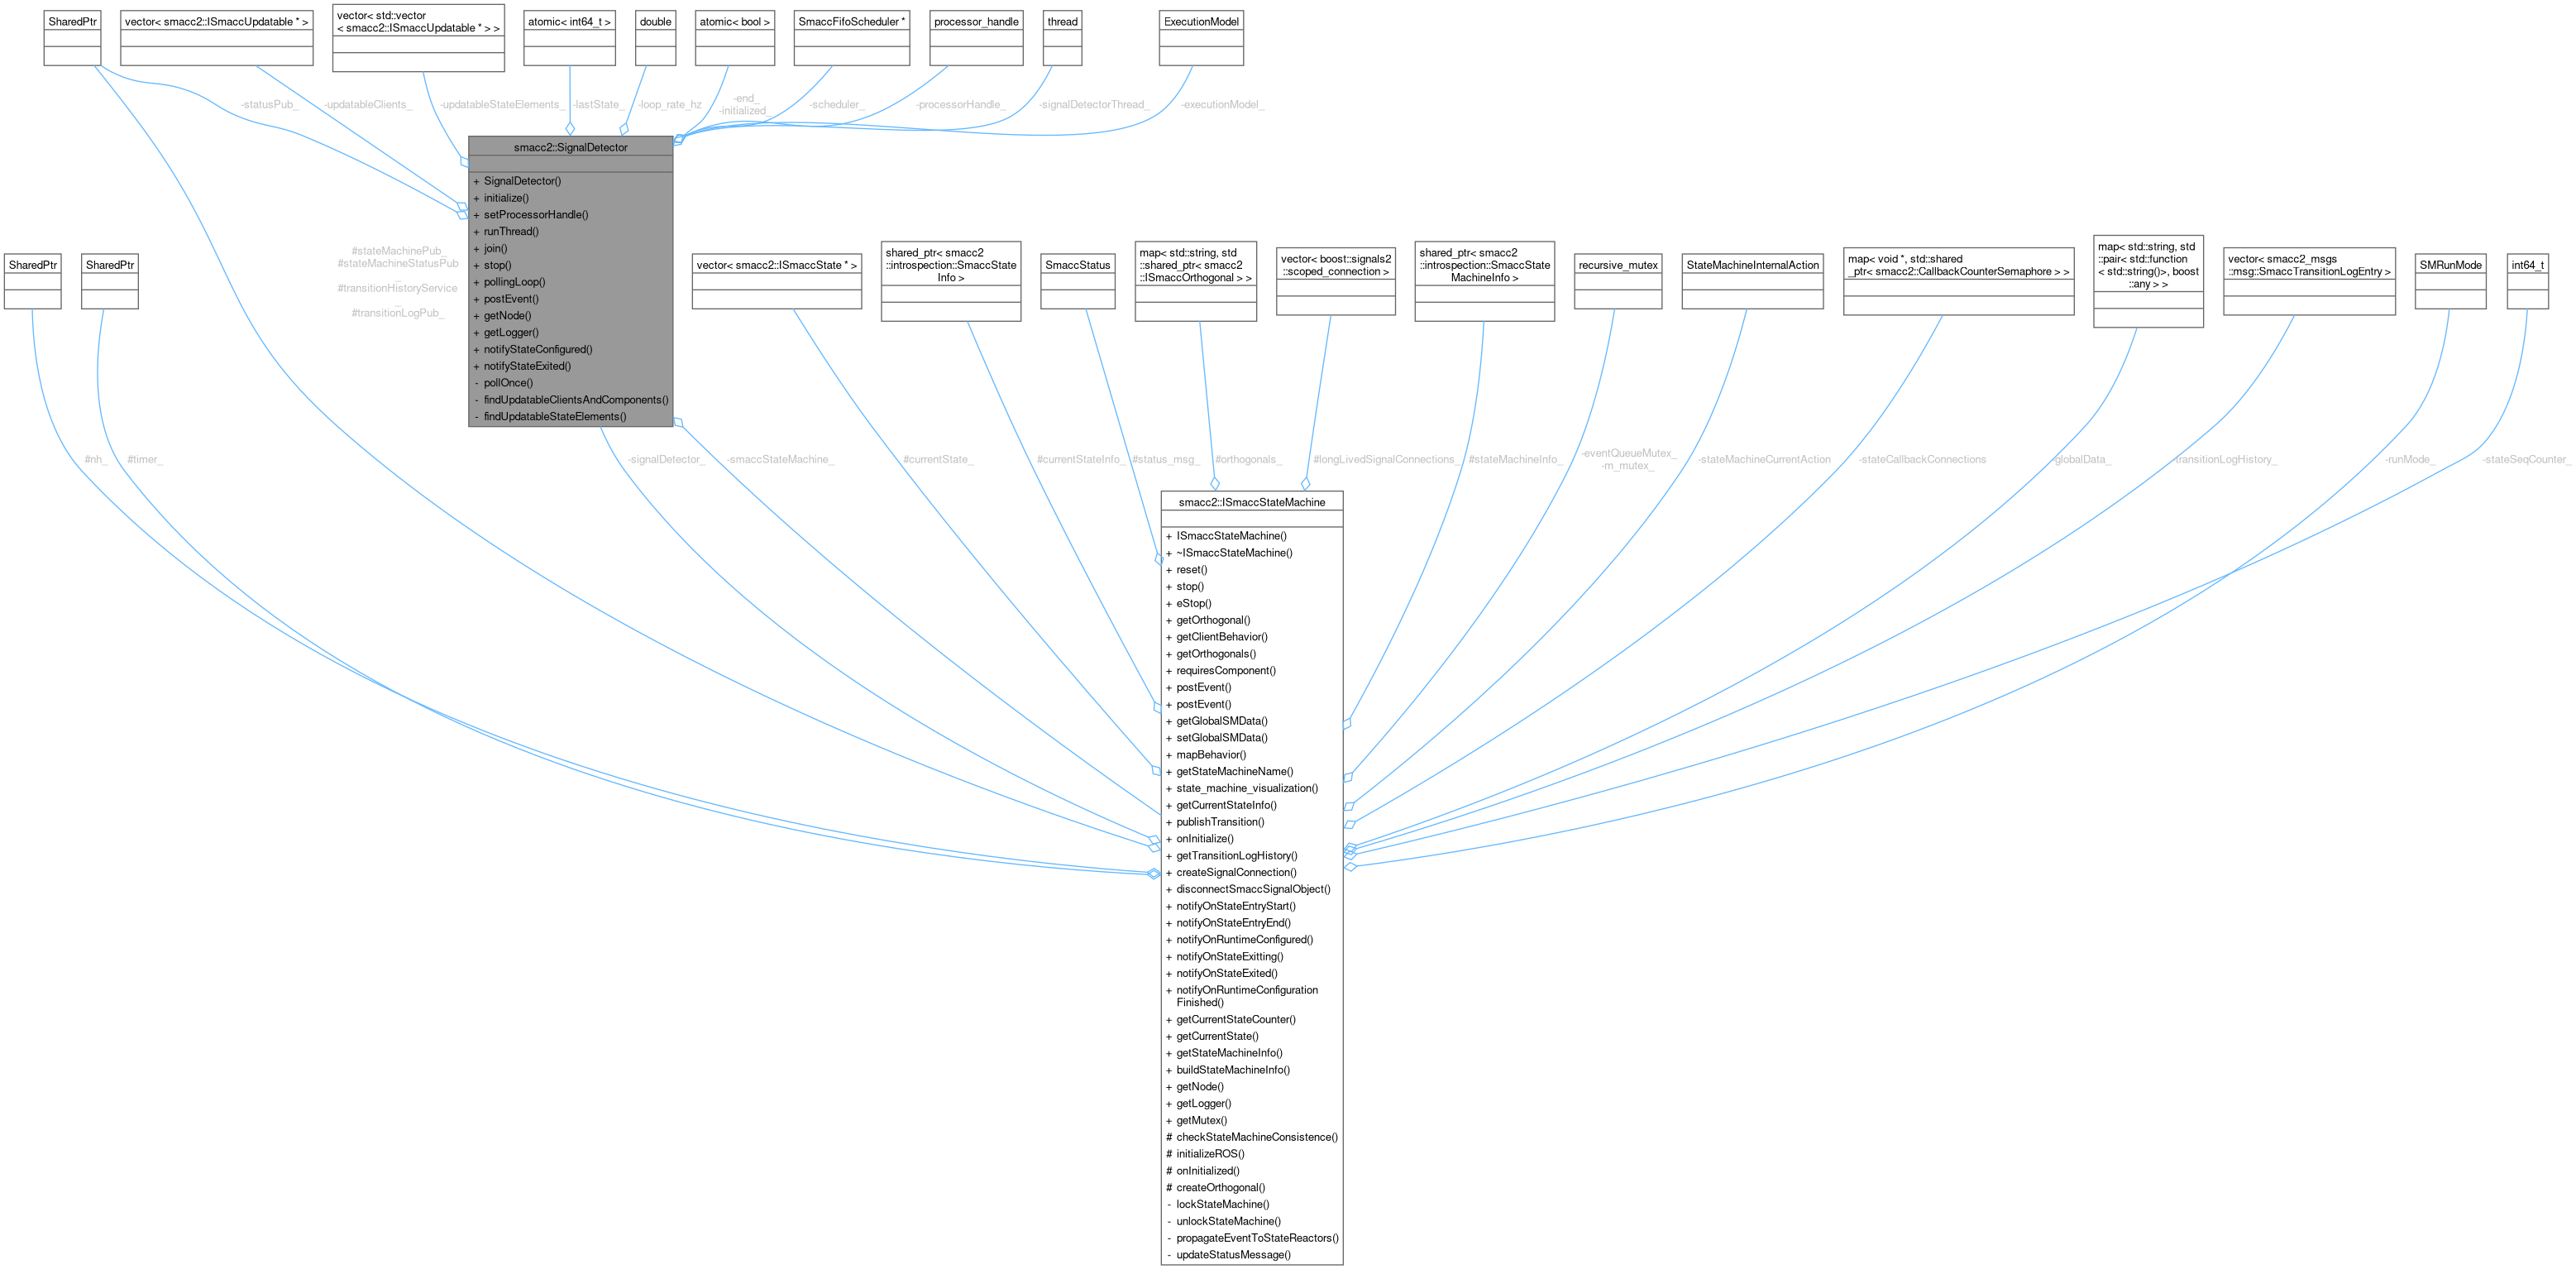 SharedPtr
vector< smacc2::ISmaccUpdatable * >
vector< std::vector
< smacc2::ISmaccUpdatable * > >
atomic< int64_t >
double
atomic< bool >
SmaccFifoScheduler *
processor_handle
thread
ExecutionModel
-statusPub_
-updatableClients_
-updatableStateElements_
-lastState_
-loop_rate_hz
-end_
-initialized_
-scheduler_
-processorHandle_
-signalDetectorThread_
-executionModel_
smacc2::SignalDetector
+ SignalDetector()
+ initialize()
+ setProcessorHandle()
+ runThread()
+ join()
+ stop()
+ pollingLoop()
+ postEvent()
+ getNode()
+ getLogger()
+ notifyStateConfigured()
+ notifyStateExited()
- pollOnce()
- findUpdatableClientsAndComponents()
- findUpdatableStateElements()
#stateMachinePub_
#stateMachineStatusPub
_
#transitionHistoryService
_
#transitionLogPub_
SharedPtr
SharedPtr
vector< smacc2::ISmaccState * >
shared_ptr< smacc2
::introspection::SmaccState
Info >
SmaccStatus
map< std::string, std
::shared_ptr< smacc2
::ISmaccOrthogonal > >
vector< boost::signals2
::scoped_connection >
shared_ptr< smacc2
::introspection::SmaccState
MachineInfo >
recursive_mutex
StateMachineInternalAction
map< void *, std::shared
_ptr< smacc2::CallbackCounterSemaphore > >
map< std::string, std
::pair< std::function
< std::string()>, boost
::any > >
vector< smacc2_msgs
::msg::SmaccTransitionLogEntry >
SMRunMode
int64_t
#nh_
#timer_
-signalDetector_
-smaccStateMachine_
#currentState_
#currentStateInfo_
#status_msg_
#orthogonals_
#longLivedSignalConnections_
#stateMachineInfo_
-eventQueueMutex_
-m_mutex_
-stateMachineCurrentAction
-stateCallbackConnections
-globalData_
-transitionLogHistory_
-runMode_
-stateSeqCounter_
smacc2::ISmaccStateMachine
+ ISmaccStateMachine()
+ ~ISmaccStateMachine()
+ reset()
+ stop()
+ eStop()
+ getOrthogonal()
+ getClientBehavior()
+ getOrthogonals()
+ requiresComponent()
+ postEvent()
+ postEvent()
+ getGlobalSMData()
+ setGlobalSMData()
+ mapBehavior()
+ getStateMachineName()
+ state_machine_visualization()
+ getCurrentStateInfo()
+ publishTransition()
+ onInitialize()
+ getTransitionLogHistory()
+ createSignalConnection()
+ disconnectSmaccSignalObject()
+ notifyOnStateEntryStart()
+ notifyOnStateEntryEnd()
+ notifyOnRuntimeConfigured()
+ notifyOnStateExitting()
+ notifyOnStateExited()
+ notifyOnRuntimeConfiguration
Finished()
+ getCurrentStateCounter()
+ getCurrentState()
+ getStateMachineInfo()
+ buildStateMachineInfo()
+ getNode()
+ getLogger()
+ getMutex()
# checkStateMachineConsistence()
# initializeROS()
# onInitialized()
# createOrthogonal()
- lockStateMachine()
- unlockStateMachine()
- propagateEventToStateReactors()
- updateStatusMessage()